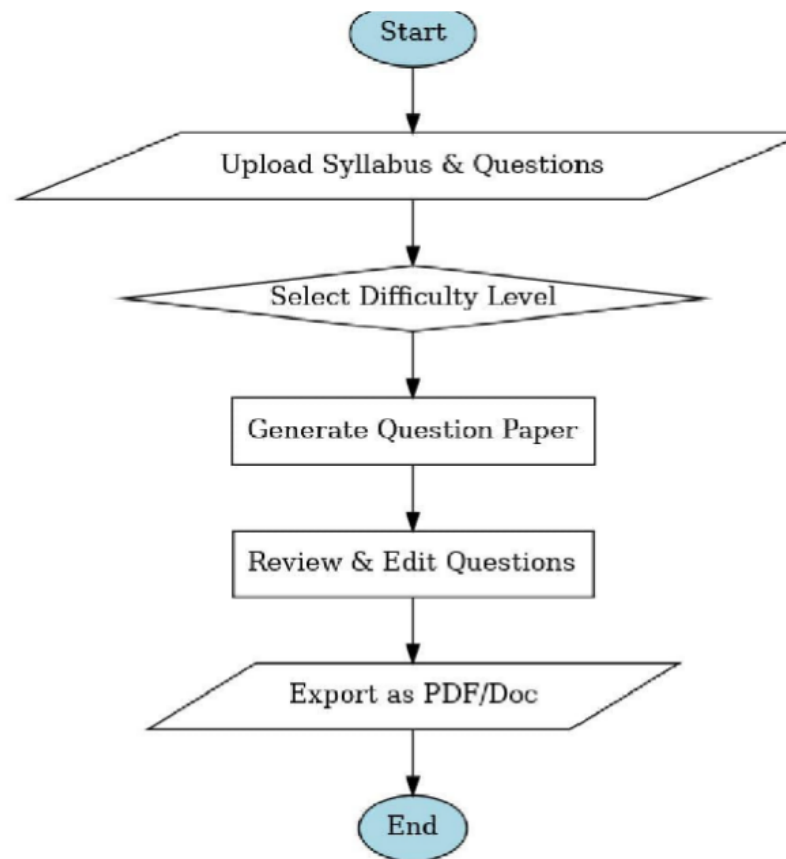 Start
Upload Syllabus & Questions
Select Difficulty Level
Generate Question Paper
Review & Edit Questions
Export as PDF/Doc
End